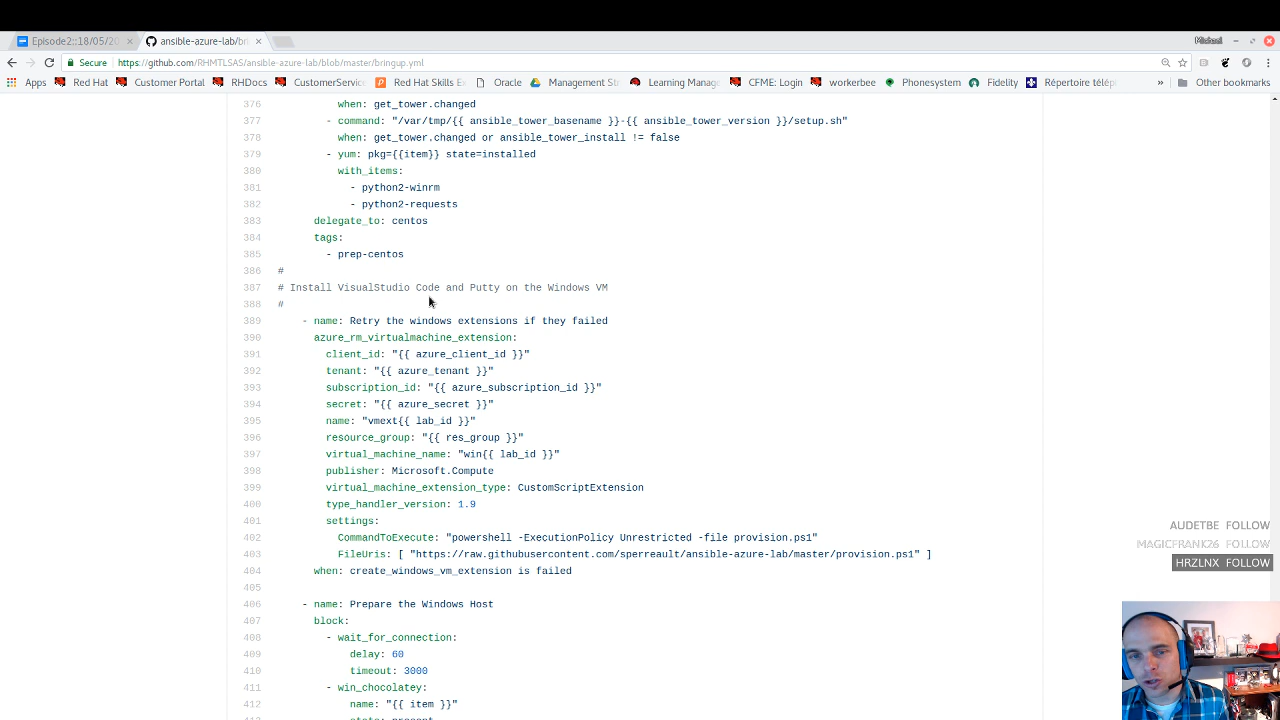 Episode2;;18/05/20
ansible-azure-lab/bri
Michael
Secure
https://github.com/RHMTLSAS/ansible-azure-lab/blob/master/bringup.yml
Apps Red Hat Customer Portal RHDocs CustomerService Red Hat Skills Ex Oracle Management Str Learning Manag CFME: Login workerbee Phonesystem Fidelity Répertoire télép » Other bookmarks
376 when: get_tower.changed
377 - command: "/var/tmp/{{ ansible_tower_basename }}-{{ ansible_tower_version }}/setup.sh"
378 when: get_tower.changed or ansible_tower_install != false
379 - yum: pkg={{item}} state=installed
380 with_items:
381 - python2-winrm
382 - python2-requests
383 delegate_to: centos
384 tags:
385 - prep-centos
386 #
387 # Install VisualStudio Code and Putty on the Windows VM
388 #
389 - name: Retry the windows extensions if they failed
390 azure_rm_virtualmachine_extension:
391 client_id: "{{ azure_client_id }}"
392 tenant: "{{ azure_tenant }}"
393 subscription_id: "{{ azure_subscription_id }}"
394 secret: "{{ azure_secret }}"
395 name: "vmext{{ lab_id }}"
396 resource_group: "{{ res_group }}"
397 virtual_machine_name: "win{{ lab_id }}"
398 publisher: Microsoft.Compute
399 virtual_machine_extension_type: CustomScriptExtension
400 type_handler_version: 1.9
401 settings:
402 CommandToExecute: "powershell -ExecutionPolicy Unrestricted -file provision.ps1"
403 FileUris: [ "https://raw.githubusercontent.com/sperreault/ansible-azure-lab/master/provision.ps1" ]
404 when: create_windows_vm_extension is failed
405
406 - name: Prepare the Windows Host
407 block:
408 - wait_for_connection:
409 delay: 60
410 timeout: 3000
411 - win_chocolatey:
412 name: "{{ item }}"
state: present
AUDETBE FOLLOW
MAGICFRANK26 FOLLOW
HRZLNX FOLLOW